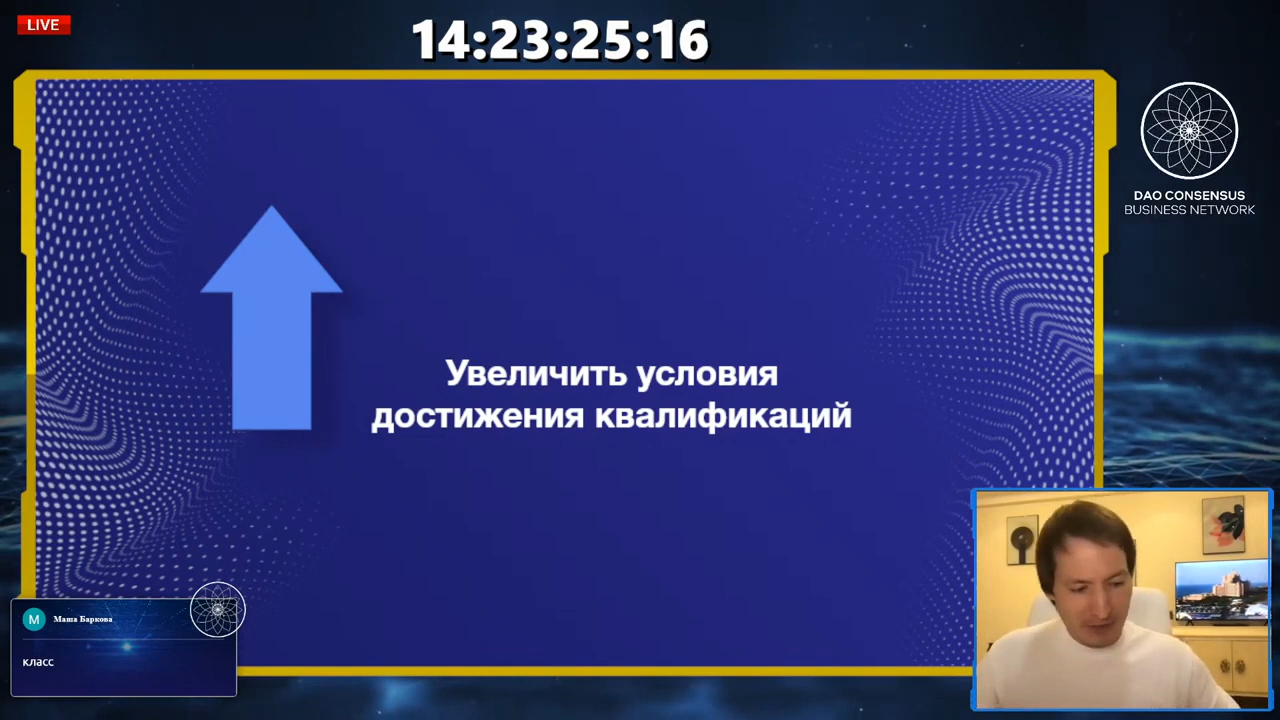 LIVE
14:23:25:16
DAO CONSENSUS
BUSINESS NETWORK
Увеличить условия
достижения квалификаций
M
Маша Баркова
класс